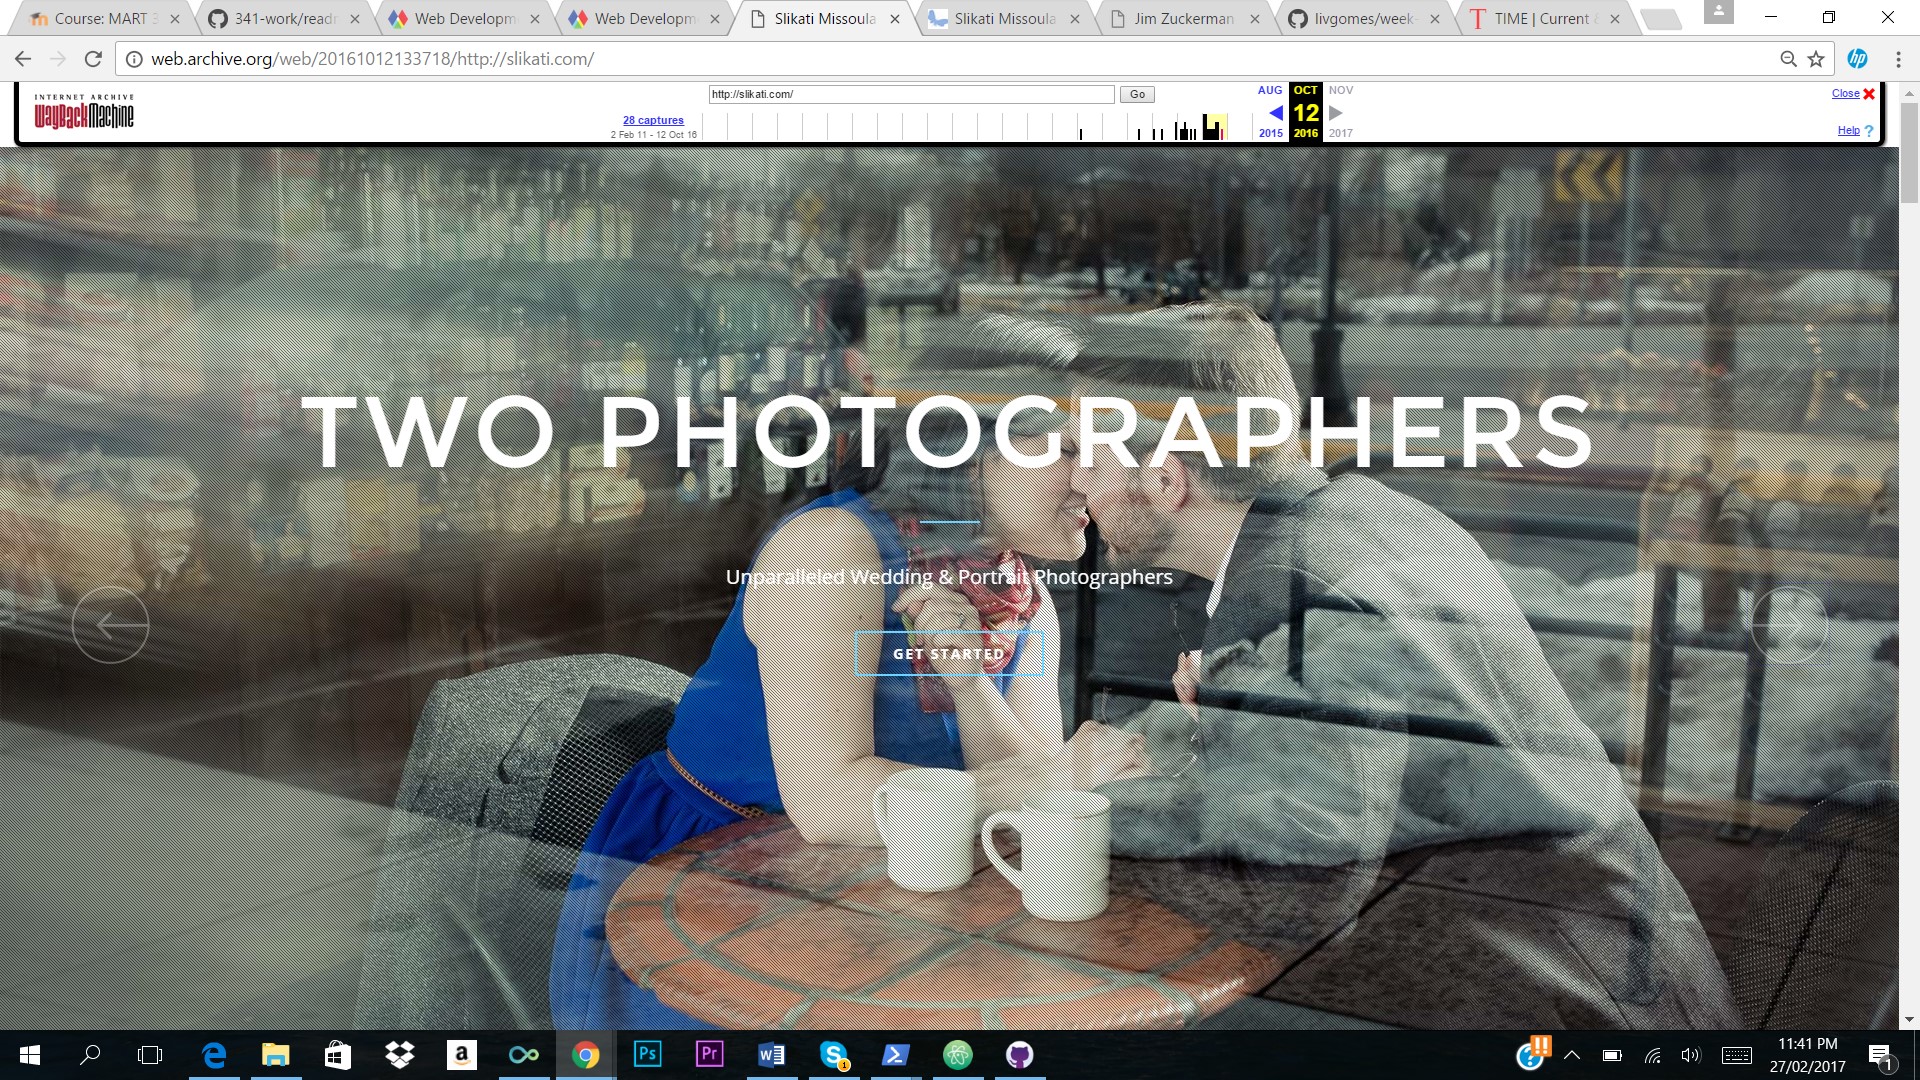 Course: MART 3
341-work/readr
Web Developm
Web Developm
Slikati Missoula
Slikati Missoula
Jim Zuckerman
livgomes/week-
TIME | Current &
web.archive.org/web/20161012133718/http://slikati.com/
INTERNET ARCHIVE
WayBackMachine
http://slikati.com/
Go
28 captures
2 Feb 11 - 12 Oct 16
AUG OCT NOV
12
2015 2016 2017
Close
Help ?
TWO PHOTOGRAPHERS
Unparalleled Wedding & Portrait Photographers
GET STARTED
11:41 PM
27/02/2017
1